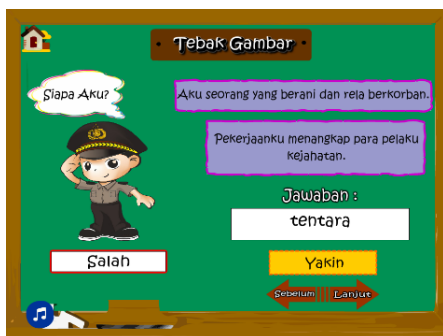 Tebak Gambar
Siapa Aku?
Aku seorang yang berani dan rela berkorban.
Pekerjaanku menangkap para pelaku
kejahatan.
Jawaban :
tentara
Salah
Yakin
Sebelum
Lanjut